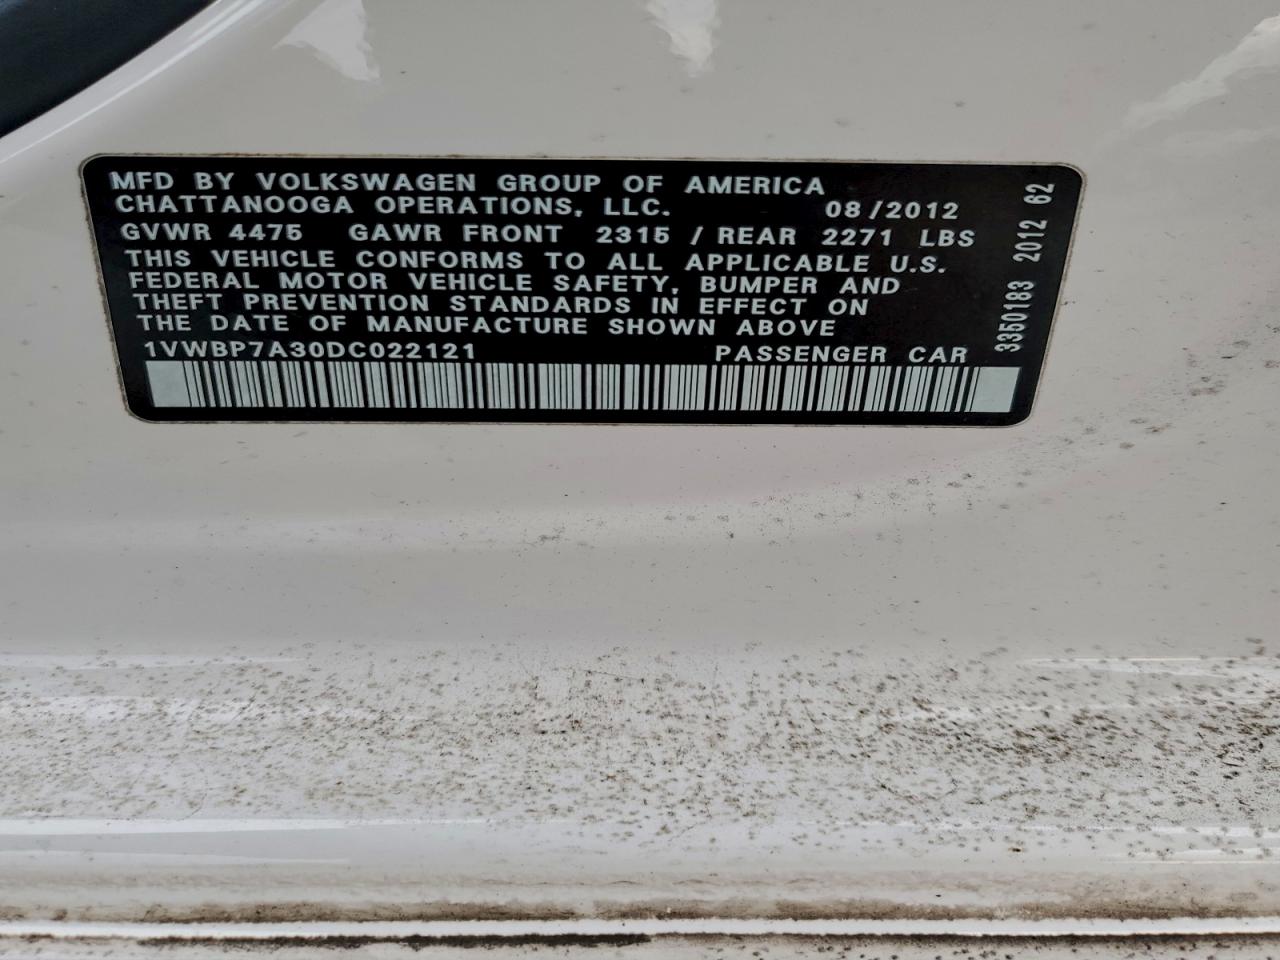 MFD BY VOLKSWAGEN GROUP OF AMERICA
CHATTANOOGA OPERATIONS, LLC. 08/2012
GVWR 4475 GAWR FRONT 2315 / REAR 2271 LBS
THIS VEHICLE CONFORMS TO ALL APPLICABLE U.S.
FEDERAL MOTOR VEHICLE SAFETY, BUMPER AND
THEFT PREVENTION STANDARDS IN EFFECT ON
THE DATE OF MANUFACTURE SHOWN ABOVE
1VWBP7A30DC022121 PASSENGER CAR
3350183 2012 62